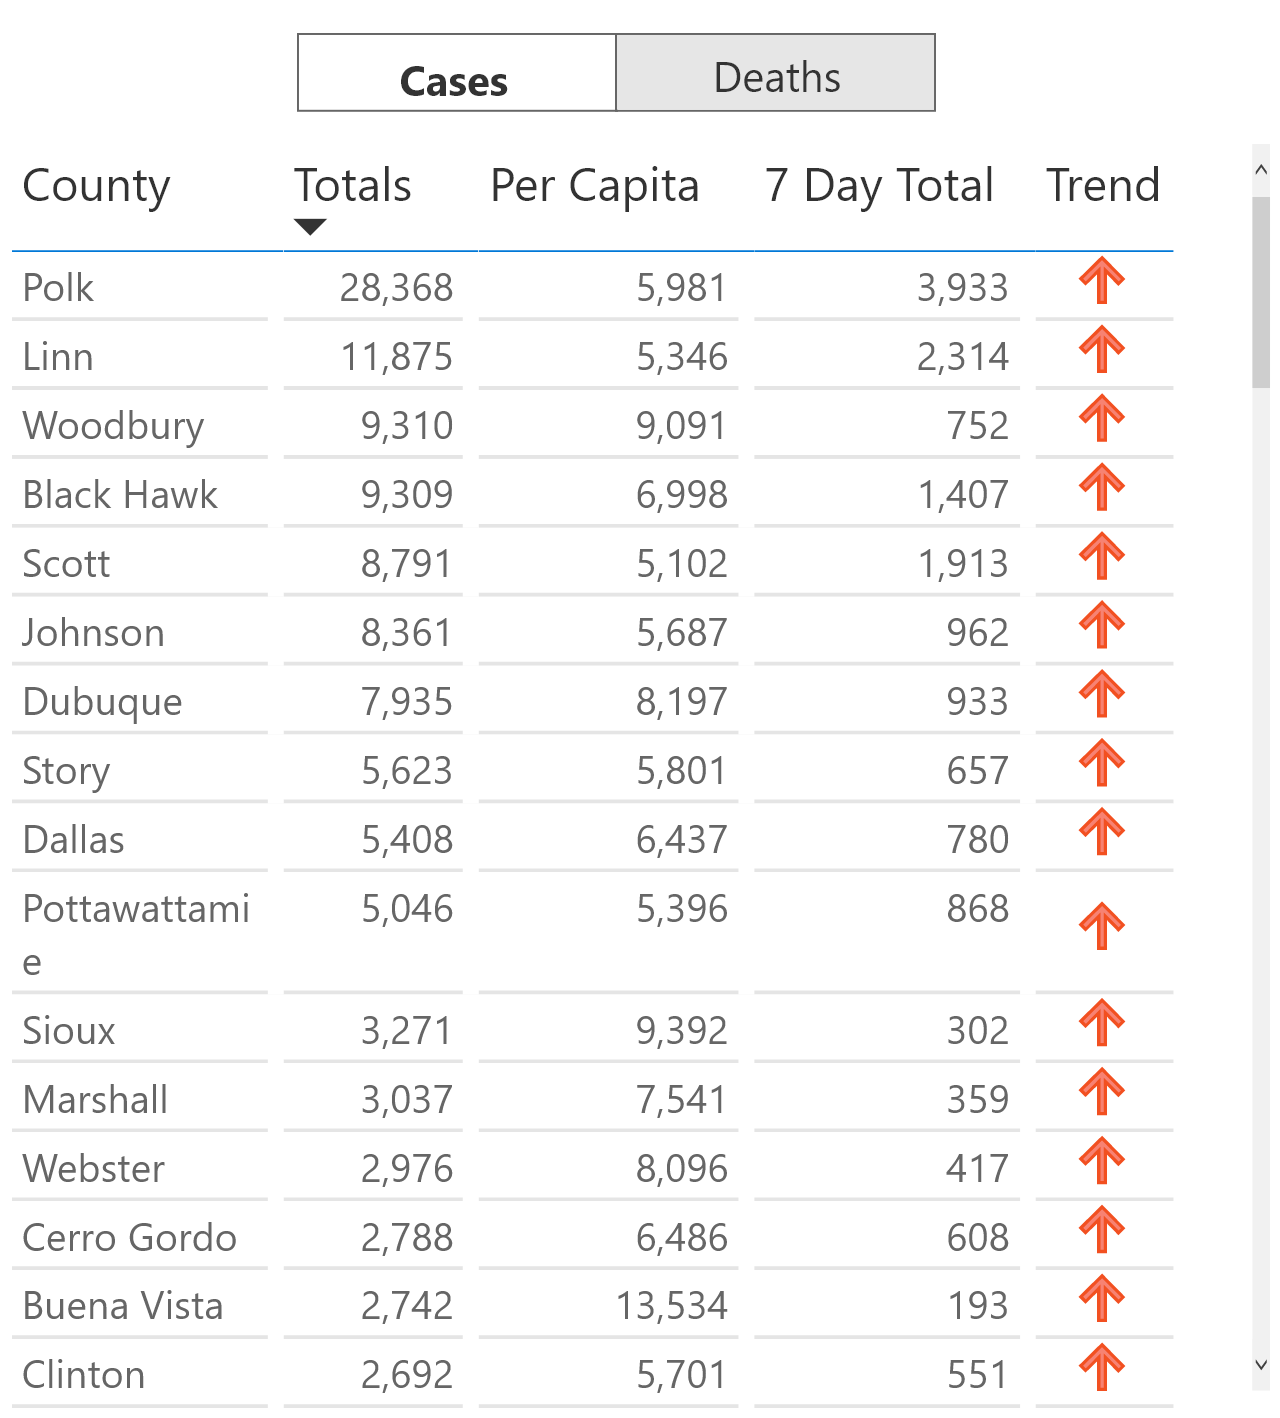 Cases Deaths
County Totals Per Capita 7 Day Total Trend
Polk 28,368 5,981 3,933
Linn 11,875 5,346 2,314
Woodbury 9,310 9,091 752
Black Hawk 9,309 6,998 1,407
Scott 8,791 5,102 1,913
Johnson 8,361 5,687 962
Dubuque 7,935 8,197 933
Story 5,623 5,801 657
Dallas 5,408 6,437 780
Pottawattami 5,046 5,396 868
e
Sioux 3,271 9,392 302
Marshall 3,037 7,541 359
Webster 2,976 8,096 417
Cerro Gordo 2,788 6,486 608
Buena Vista 2,742 13,534 193
Clinton 2,692 5,701 551